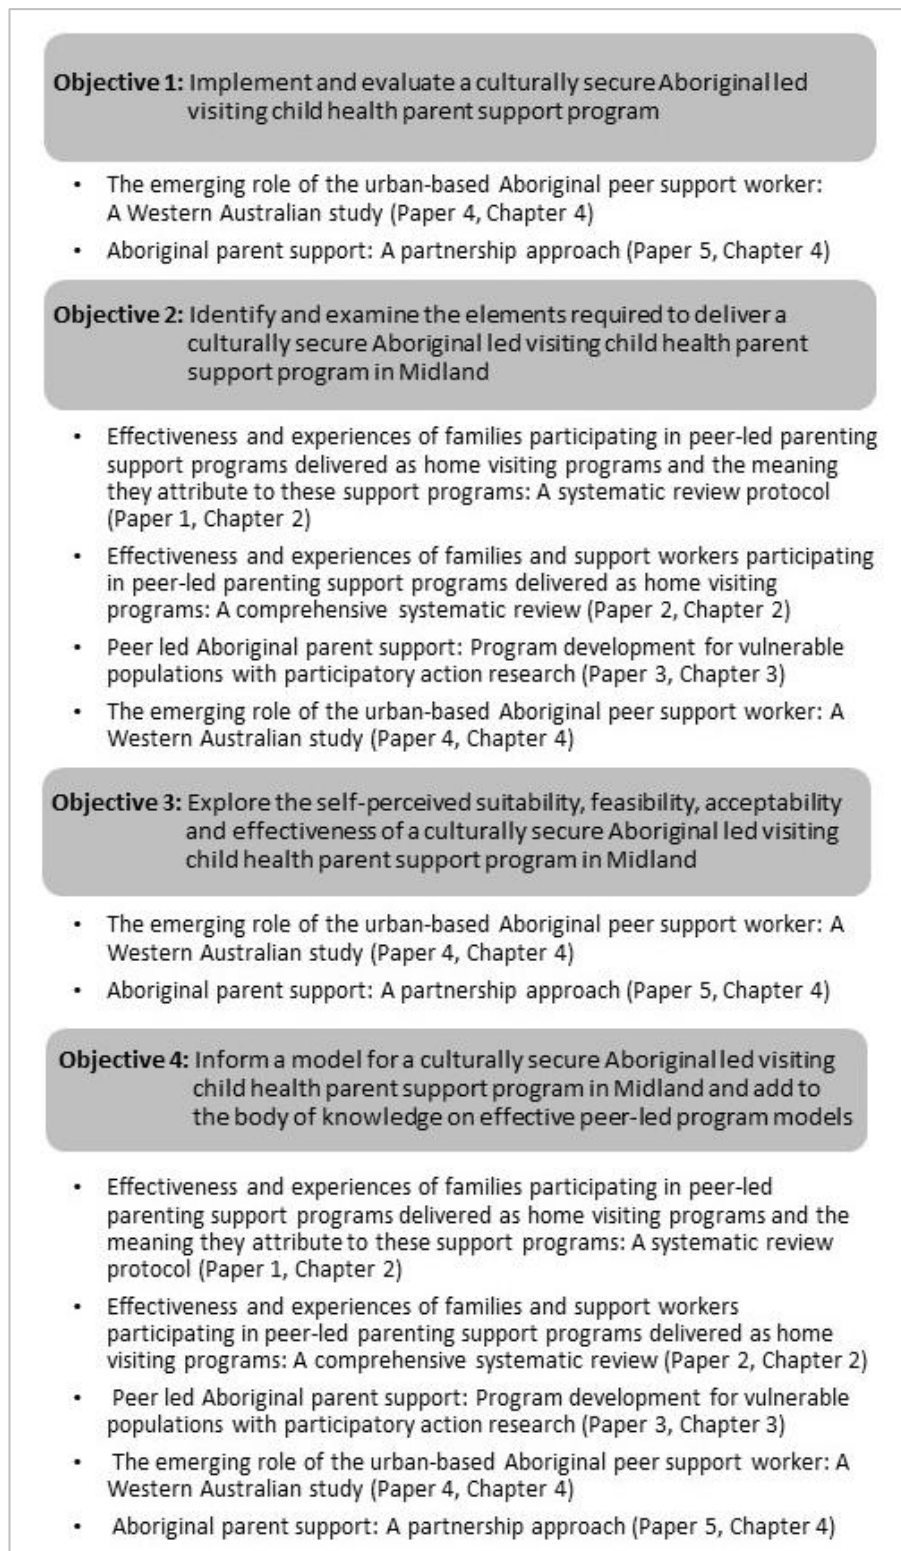 Objective 1: Implement and evaluate a culturally secure Aboriginal led
visiting child health parent support program
• The emerging role of the urban-based Aboriginal peer support worker:
A Western Australian study (Paper 4, Chapter 4)
• Aboriginal parent support: A partnership approach (Paper 5, Chapter 4)
Objective 2: Identify and examine the elements required to deliver a
culturally secure Aboriginal led visiting child health parent
support program in Midland
• Effectiveness and experiences of families participating in peer-led parenting
support programs delivered as home visiting programs and the meaning
they attribute to these support programs: A systematic review protocol
(Paper 1, Chapter 2)
• Effectiveness and experiences of families and support workers participating
in peer-led parenting support programs delivered as home visiting
programs: A comprehensive systematic review (Paper 2, Chapter 2)
• Peer led Aboriginal parent support: Program development for vulnerable
populations with participatory action research (Paper 3, Chapter 3)
• The emerging role of the urban-based Aboriginal peer support worker: A
Western Australian study (Paper 4, Chapter 4)
Objective 3: Explore the self-perceived suitability, feasibility, acceptability
and effectiveness of a culturally secure Aboriginal led visiting
child health parent support program in Midland
• The emerging role of the urban-based Aboriginal peer support worker: A
Western Australian study (Paper 4, Chapter 4)
• Aboriginal parent support: A partnership approach (Paper 5, Chapter 4)
Objective 4: Inform a model for a culturally secure Aboriginal led visiting
child health parent support program in Midland and add to
the body of knowledge on effective peer-led program models
• Effectiveness and experiences of families participating in peer-led
parenting support programs delivered as home visiting programs and the
meaning they attribute to these support programs: A systematic review
protocol (Paper 1, Chapter 2)
• Effectiveness and experiences of families and support workers
participating in peer-led parenting support programs delivered as home
visiting programs: A comprehensive systematic review (Paper 2, Chapter 2)
• Peer led Aboriginal parent support: Program development for vulnerable
populations with participatory action research (Paper 3, Chapter 3)
• The emerging role of the urban-based Aboriginal peer support worker: A
Western Australian study (Paper 4, Chapter 4)
• Aboriginal parent support: A partnership approach (Paper 5, Chapter 4)